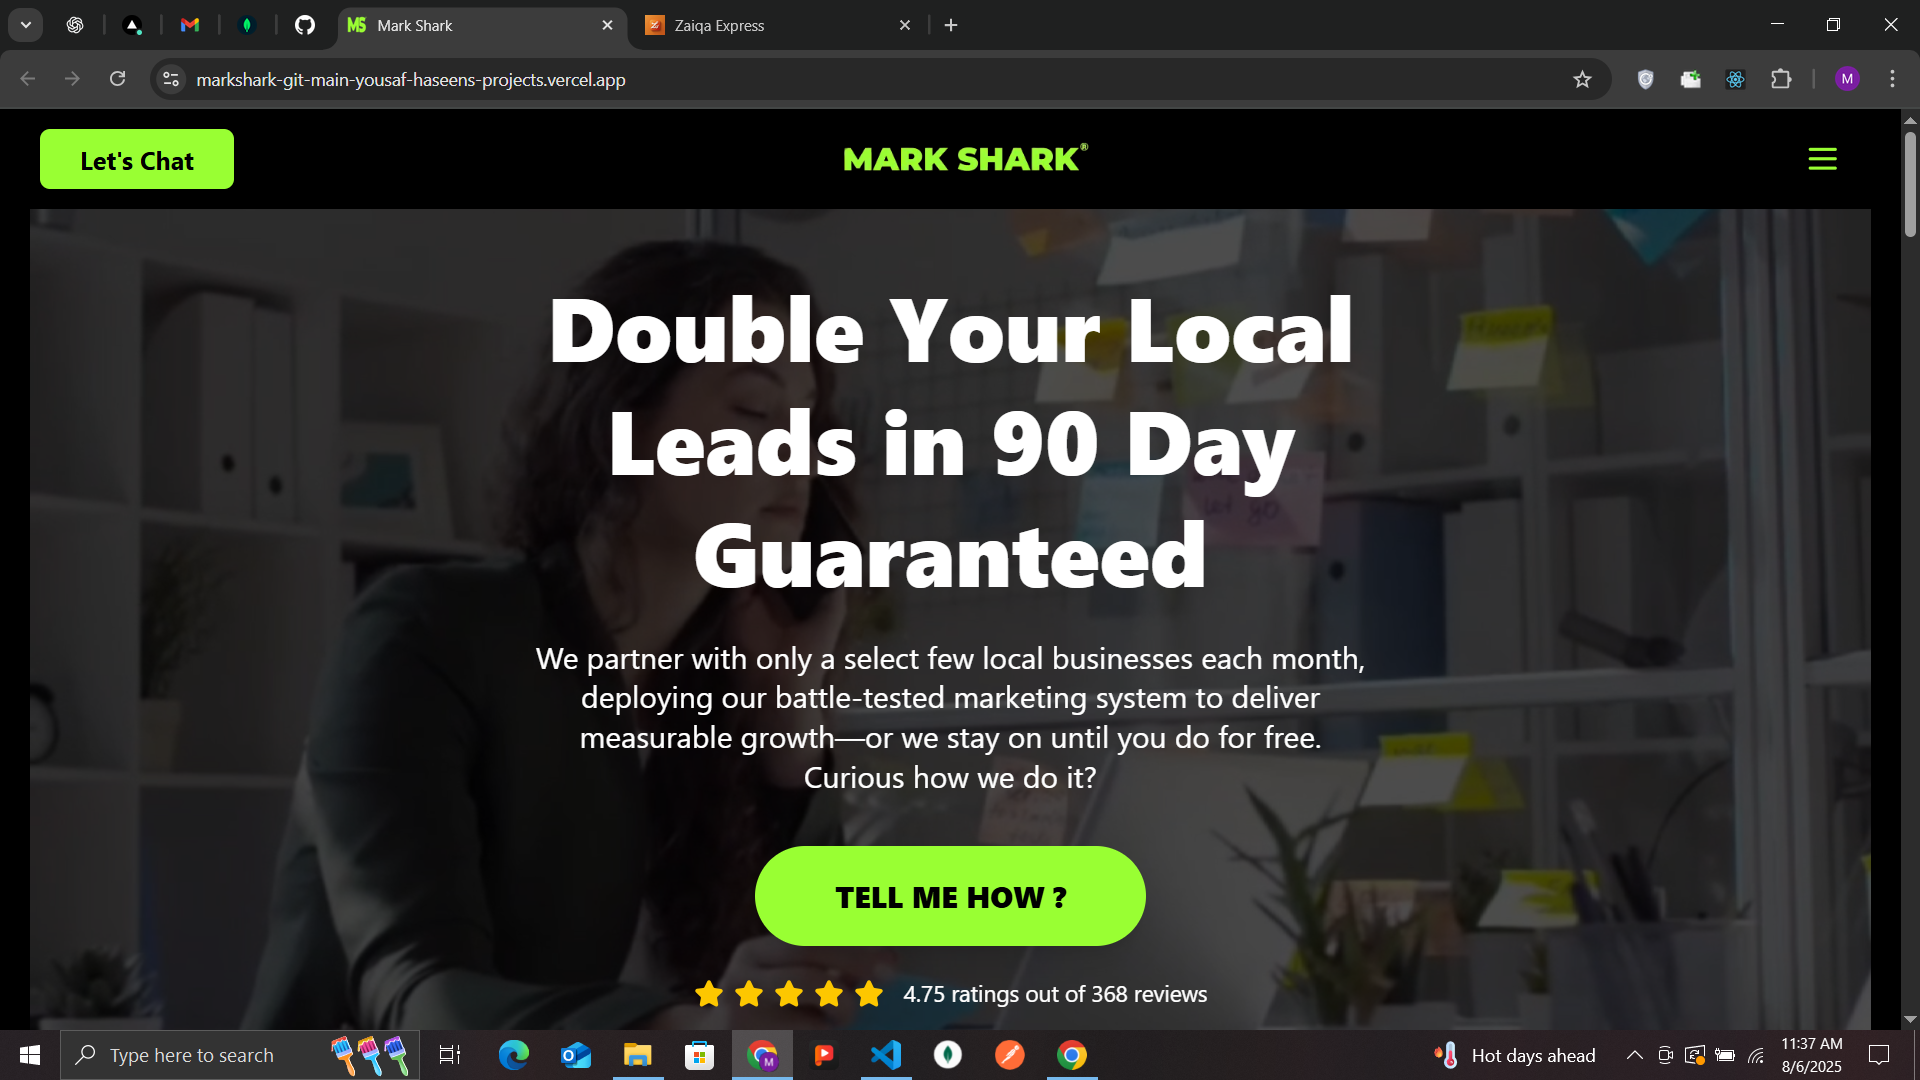 Mark Shark
Zaiqa Express
markshark-git-main-yousaf-haseens-projects.vercel.app
M
Let's Chat
MARK SHARK®
Double Your Local
Leads in 90 Day
Guaranteed
We partner with only a select few local businesses each month,
deploying our battle-tested marketing system to deliver
measurable growth—or we stay on until you do for free.
Curious how we do it?
TELL ME HOW ?
4.75 ratings out of 368 reviews
Type here to search
Hot days ahead
11:37 AM
8/6/2025